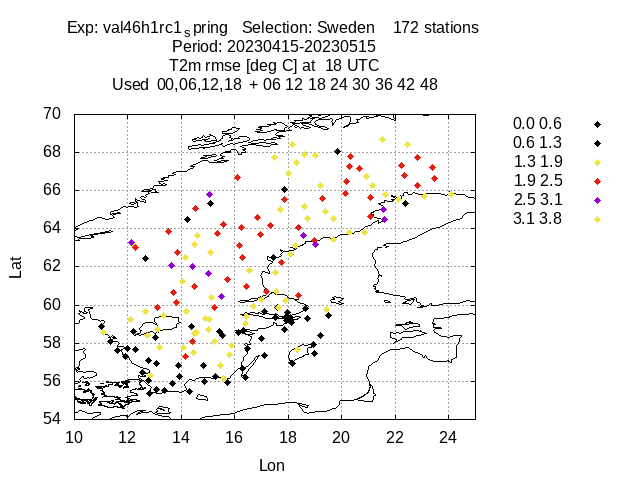 Exp: val46h1rc1spring Selection: Sweden 172 stations
Period: 20230415-20230515
T2m rmse [deg C] at 18 UTC
Used 00,06,12,18 + 06 12 18 24 30 36 42 48
70
68
66
64
62
60
58
56
54
10 12 14 16 18 20 22 24
Lat
Lon
0.0 0.6
0.6 1.3
1.3 1.9
1.9 2.5
2.5 3.1
3.1 3.8